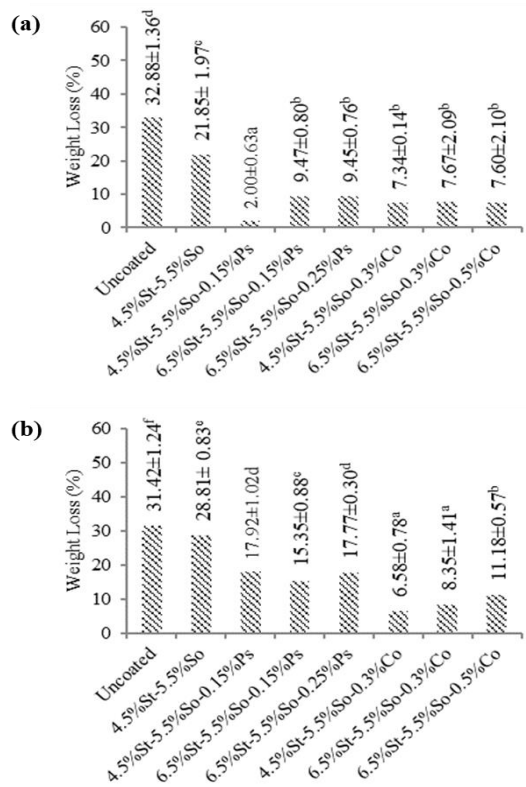 (a)
Weight Loss (%)
60
50
40
30
20
10
0
32.88±1.36d
21.85± 1.97c
2.00±0.63a
9.47±0.80b
9.45±0.76b
7.34±0.14b
7.67±2.09b
7.60±2.10b
Uncoated
4.5%St-5.5%So
4.5%St-5.5%So-0.15%Ps
6.5%St-5.5%So-0.15%Ps
6.5%St-5.5%So-0.25%Ps
4.5%St-5.5%So-0.3%Co
6.5%St-5.5%So-0.3%Co
6.5%St-5.5%So-0.5%Co
(b)
Weight Loss (%)
60
50
40
30
20
10
0
31.42±1.24f
28.81± 0.83e
17.92±1.02d
15.35±0.88c
17.77±0.30d
6.58±0.78a
8.35±1.41a
11.18±0.57b
Uncoated
4.5%St-5.5%So
4.5%St-5.5%So-0.15%Ps
6.5%St-5.5%So-0.15%Ps
6.5%St-5.5%So-0.25%Ps
4.5%St-5.5%So-0.3%Co
6.5%St-5.5%So-0.3%Co
6.5%St-5.5%So-0.5%Co